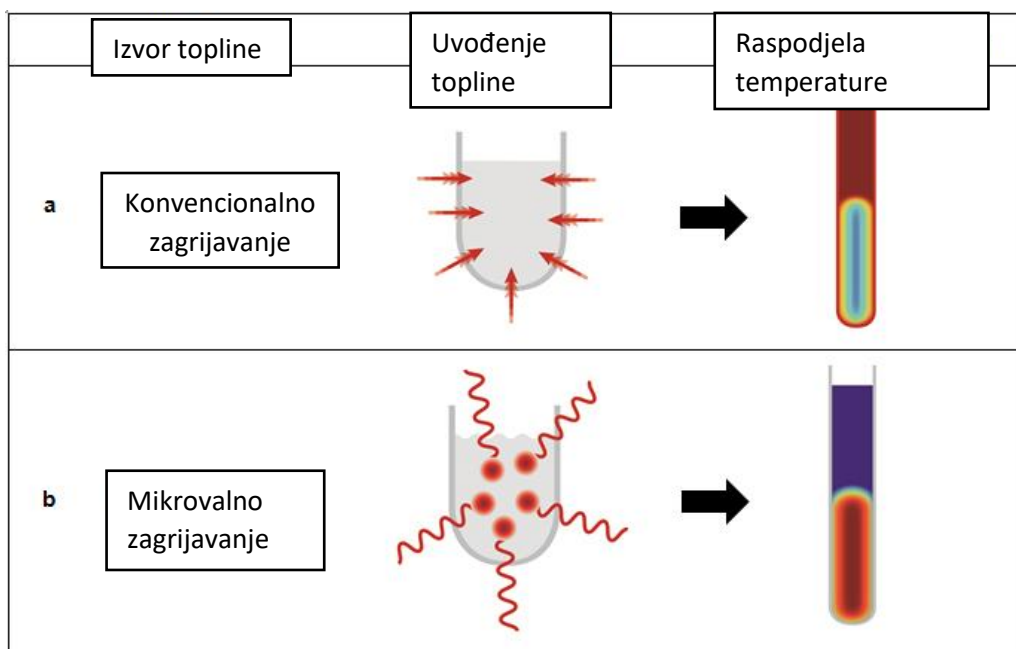 Izvor topline
Uvođenje
topline
Raspodjela
temperature
a
Konvencionalno
zagrijavanje
b
Mikrovalno
zagrijavanje